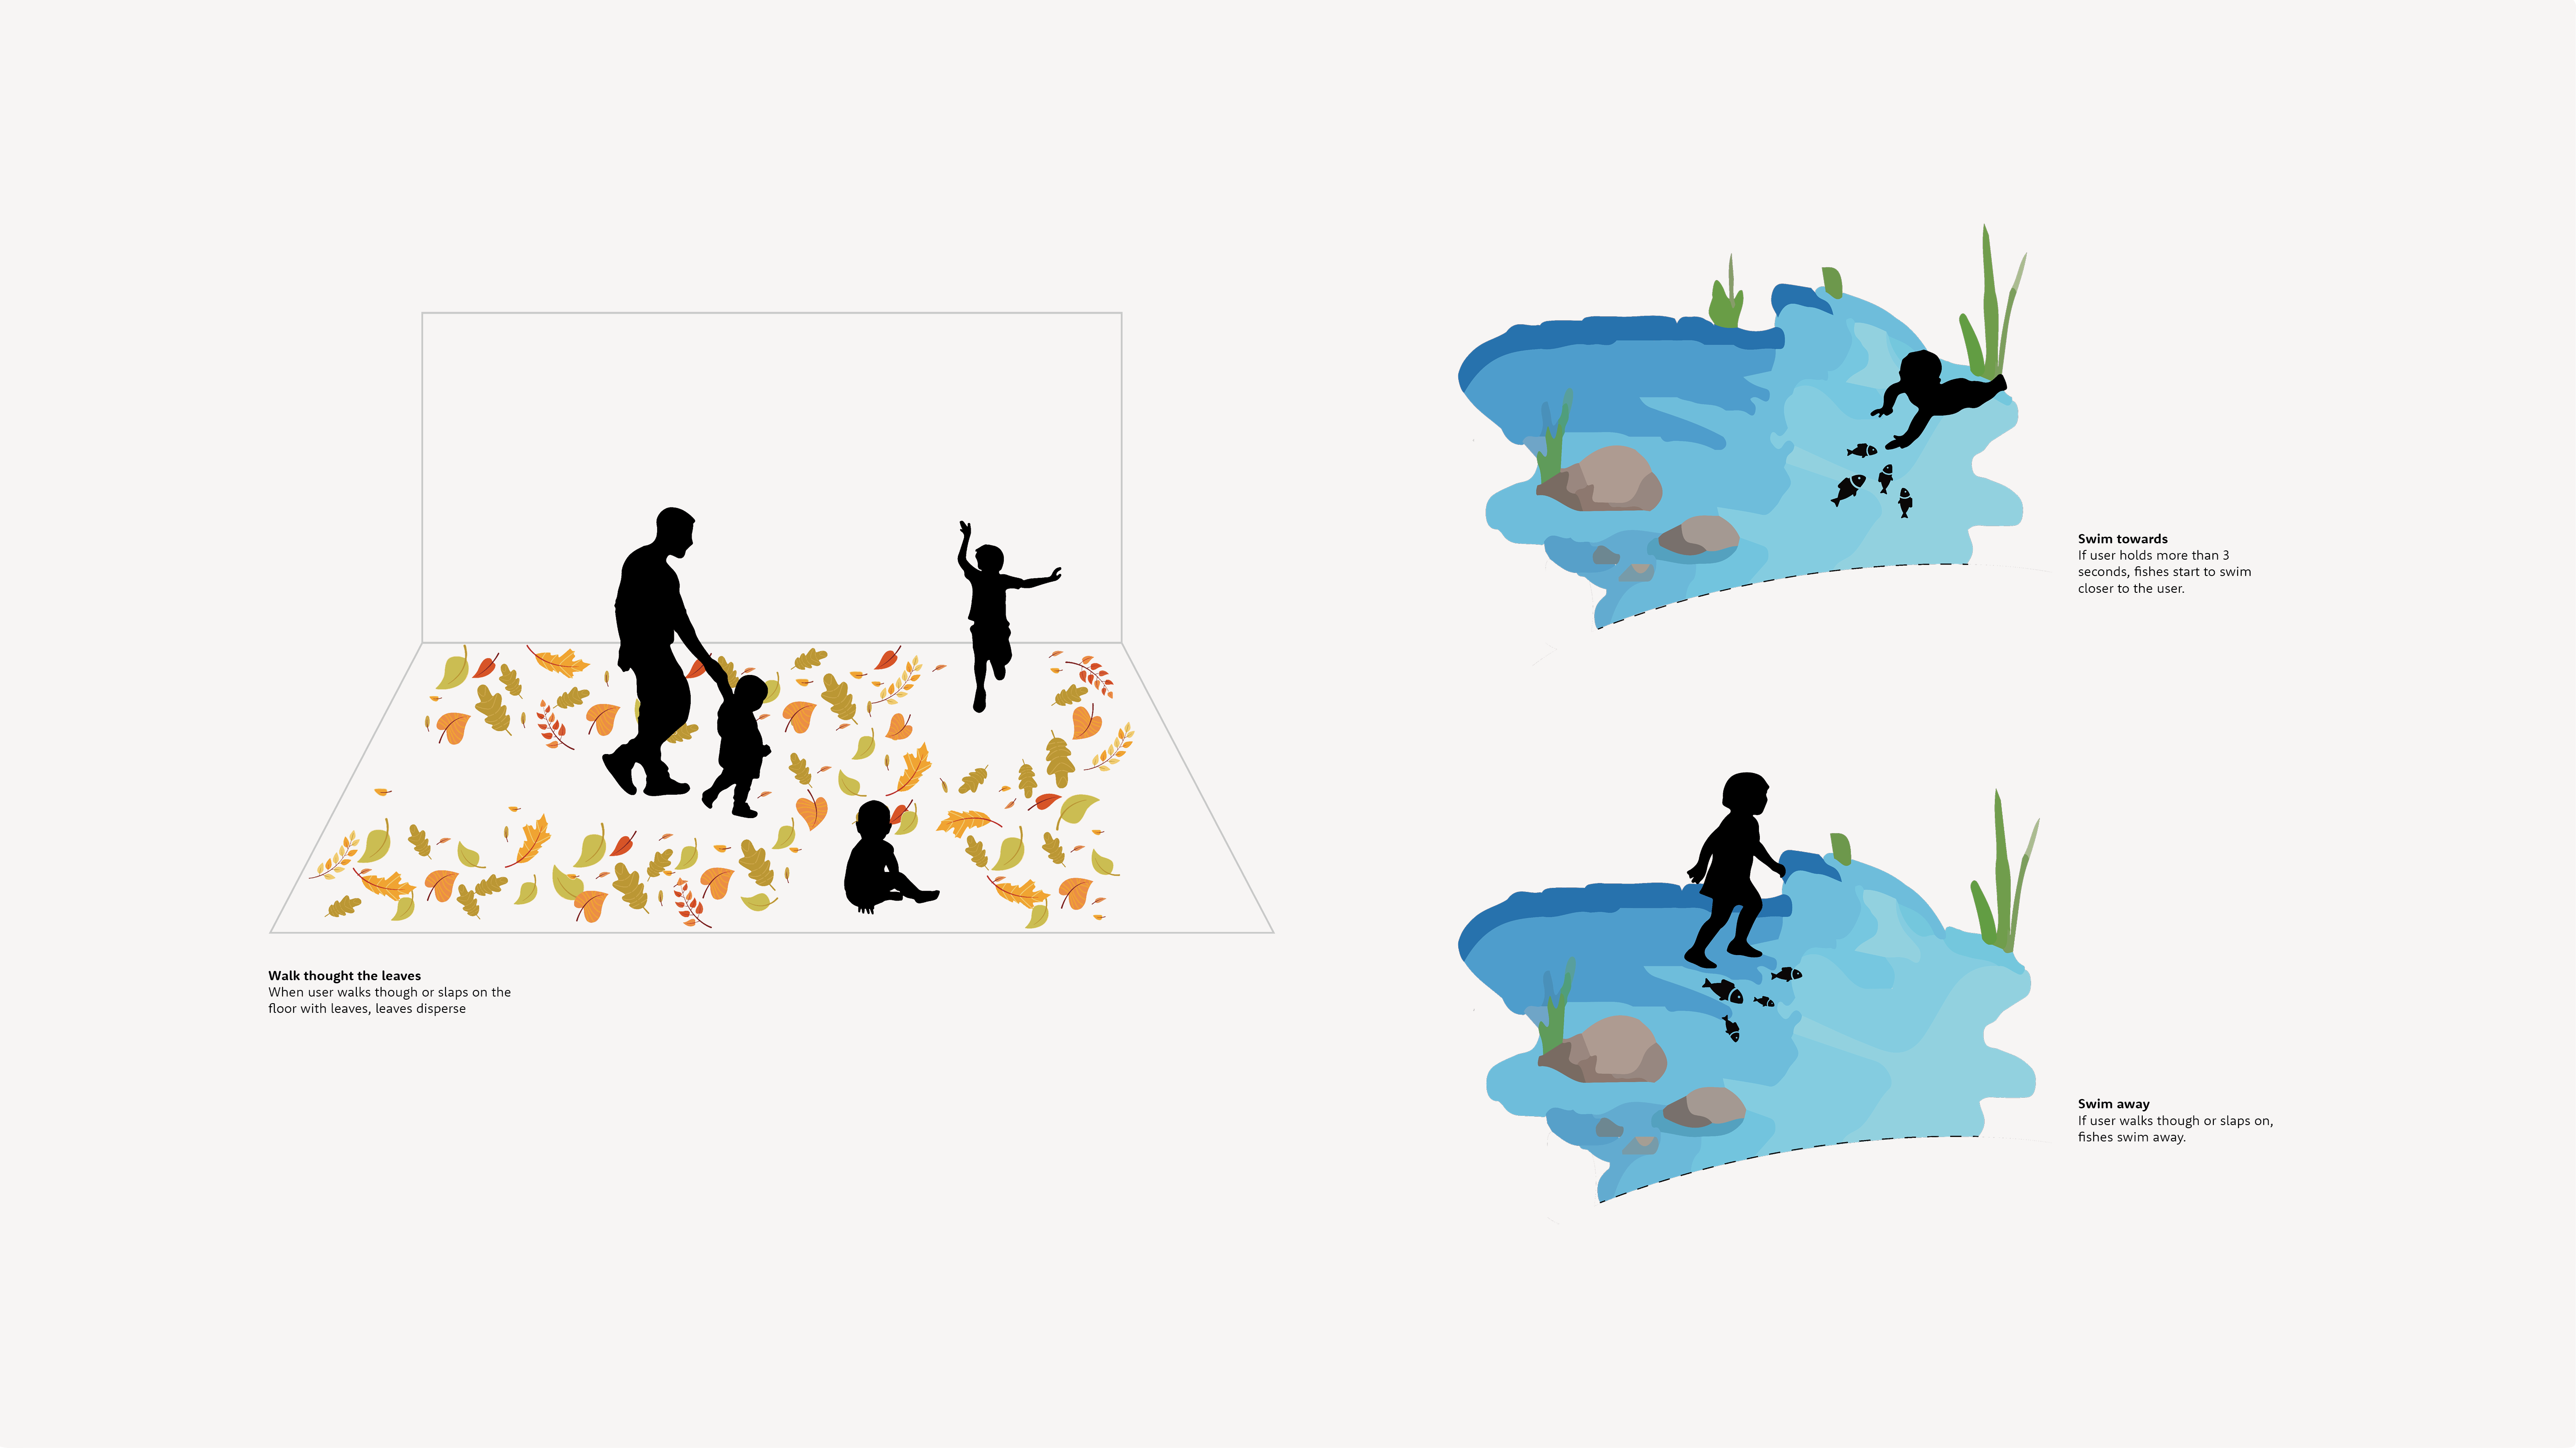 Walk thought the leaves
When user walks though or slaps on the
floor with leaves, leaves disperse
Swim towards
If user holds more than 3
seconds, fishes start to swim
closer to the user.
Swim away
If user walks though or slaps on,
fishes swim away.